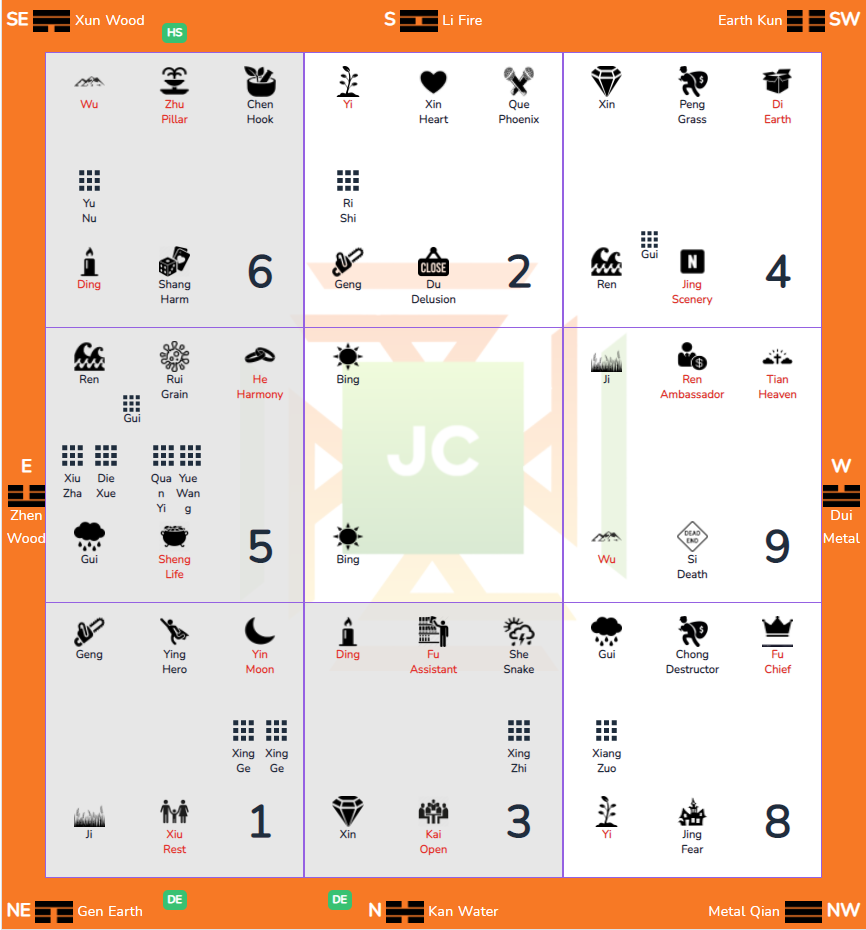 SE Xun Wood
HS
S Li Fire
Earth Kun SW
Wu
Zhu
Pillar
Chen
Hook
Yu
Nu
Ding
Shang
Harm
6
Yi
Xin
Heart
Que
Phoenix
Ri
Shi
Geng
CLOSE
Du
Delusion
2
Xin
Peng
Grass
Di
Earth
Gui
Ren
N
Jing
Scenery
4
E
Zhen
Wood
Ren
Rui
Grain
He
Harmony
Gui
Xiu
Zha
Die
Xue
Qua
n
Yi
Yue
Wan
g
Gui
Sheng
Life
5
Bing
JC
Bing
Ji
Ren
Ambassador
Tian
Heaven
Wu
DEAD
END
Si
Death
9
W
Dui
Metal
Geng
Ying
Hero
Yin
Moon
Xing
Ge
Xing
Ge
Ji
Xiu
Rest
1
Ding
Fu
Assistant
She
Snake
Xing
Zhi
Xin
Kai
Open
3
Gui
Chong
Destructor
Fu
Chief
Xiang
Zuo
Yi
Jing
Fear
8
NE Gen Earth
DE
DE
N Kan Water
Metal Qian NW